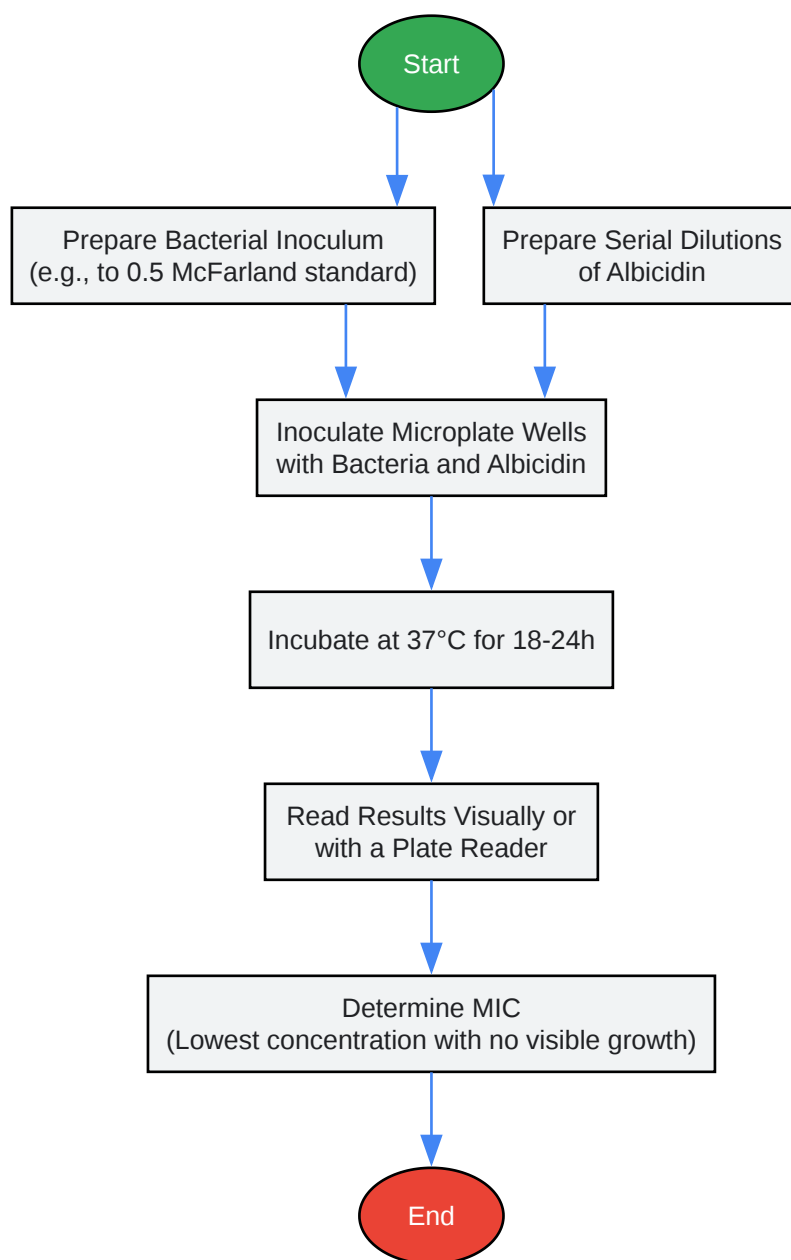 Start
Prepare Bacterial Inoculum
(e.g., to 0.5 McFarland standard)
Prepare Serial Dilutions
of Albicidin
Inoculate Microplate Wells
with Bacteria and Albicidin
Incubate at 37°C for 18-24h
Read Results Visually or
with a Plate Reader
Determine MIC
(Lowest concentration with no visible growth)
End